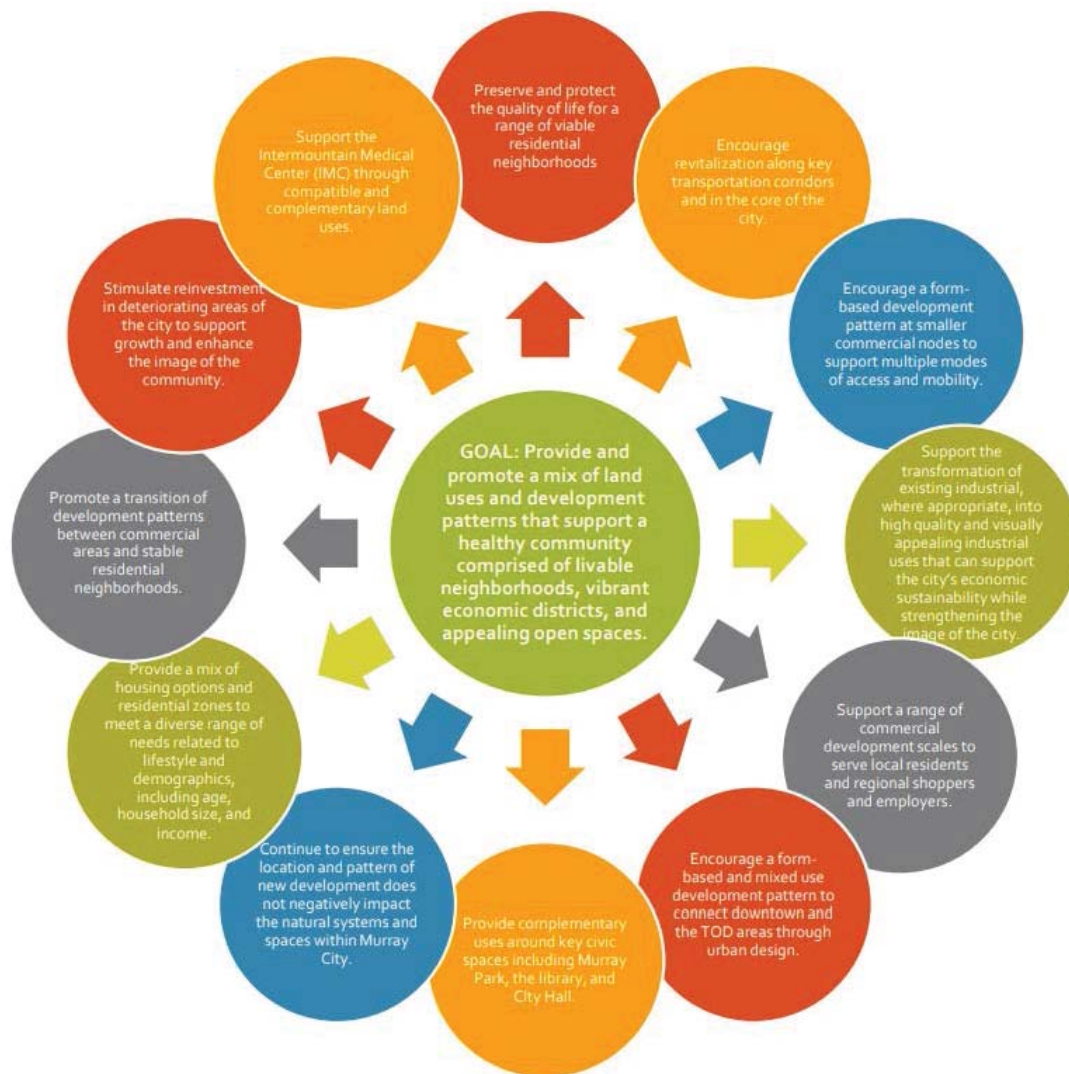 Preserve and protect
the quality of life for a
range of viable
residential
neighborhoods
Encourage
revitalization along key
transportation corridors
and in the core of the
city.
Encourage a form-
based development
pattern at smaller
commercial nodes to
support multiple modes
of access and mobility.
Support the
transformation of
existing industrial,
where appropriate, into
high quality and visually
appealing industrial
uses that can support
the city's economic
sustainability while
strengthening the
image of the city.
Support a range of
commercial
development scales to
serve local residents
and regional shoppers
and employers.
Encourage a form-
based and mixed use
development pattern to
connect downtown and
the TOD areas through
urban design.
Provide complementary
uses around key civic
spaces including Murray
Park, the library, and
City Hall.
Continue to ensure the
location and pattern of
new development does
not negatively impact
the natural systems and
spaces within Murray
City.
Provide a mix of
housing options and
residential zones to
meet a diverse range of
needs related to
lifestyle and
demographics,
including age,
household size, and
income.
Promote a transition of
development patterns
between commercial
areas and stable
residential
neighborhoods.
Stimulate reinvestment
in deteriorating areas of
the city to support
growth and enhance
the image of the
community.
Support the
Intermountain Medical
Center (IMC) through
compatible and
complementary land
uses.
GOAL: Provide and
promote a mix of land
uses and development
patterns that support a
healthy community
comprised of livable
neighborhoods, vibrant
economic districts, and
appealing open spaces.